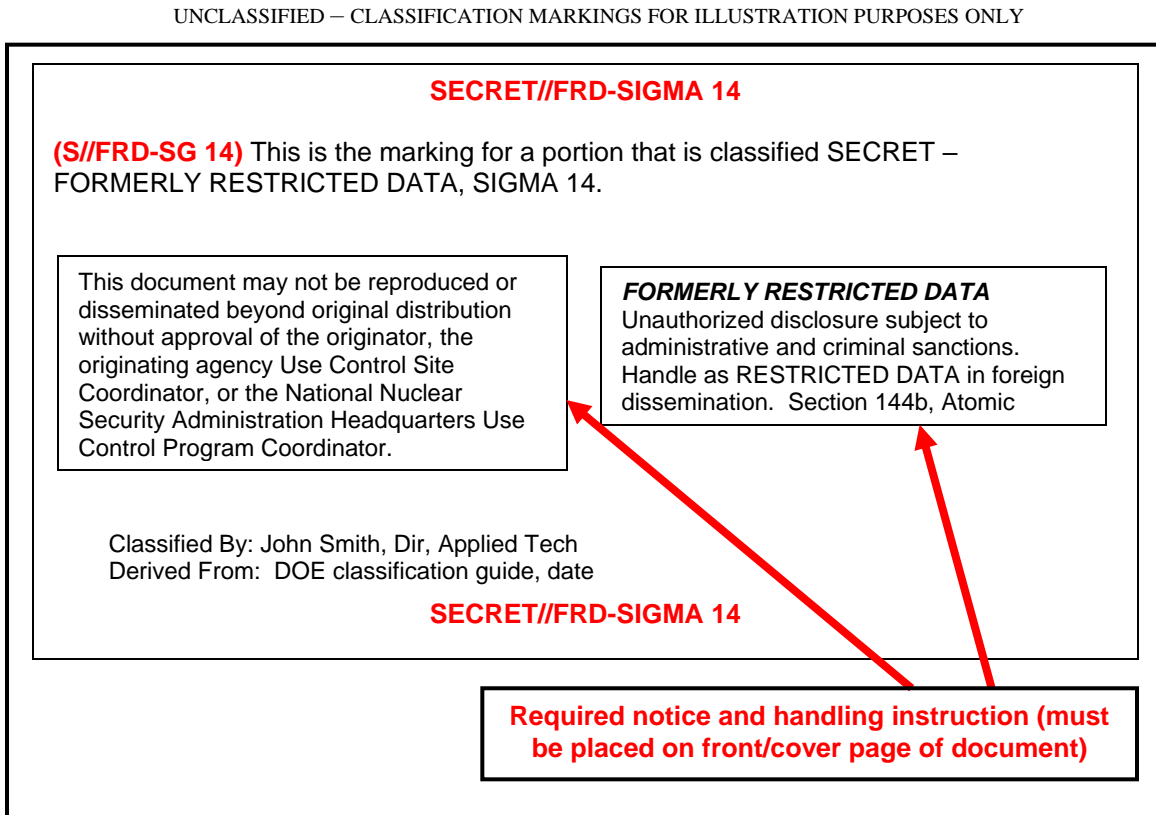 UNCLASSIFIED – CLASSIFICATION MARKINGS FOR ILLUSTRATION PURPOSES ONLY
SECRET//FRD-SIGMA 14
(S//FRD-SG 14) This is the marking for a portion that is classified SECRET –
FORMERLY RESTRICTED DATA, SIGMA 14.
This document may not be reproduced or
disseminated beyond original distribution
without approval of the originator, the
originating agency Use Control Site
Coordinator, or the National Nuclear
Security Administration Headquarters Use
Control Program Coordinator.
FORMERLY RESTRICTED DATA
Unauthorized disclosure subject to
administrative and criminal sanctions.
Handle as RESTRICTED DATA in foreign
dissemination.  Section 144b, Atomic
Classified By: John Smith, Dir, Applied Tech
Derived From:  DOE classification guide, date
SECRET//FRD-SIGMA 14
Required notice and handling instruction (must
be placed on front/cover page of document)